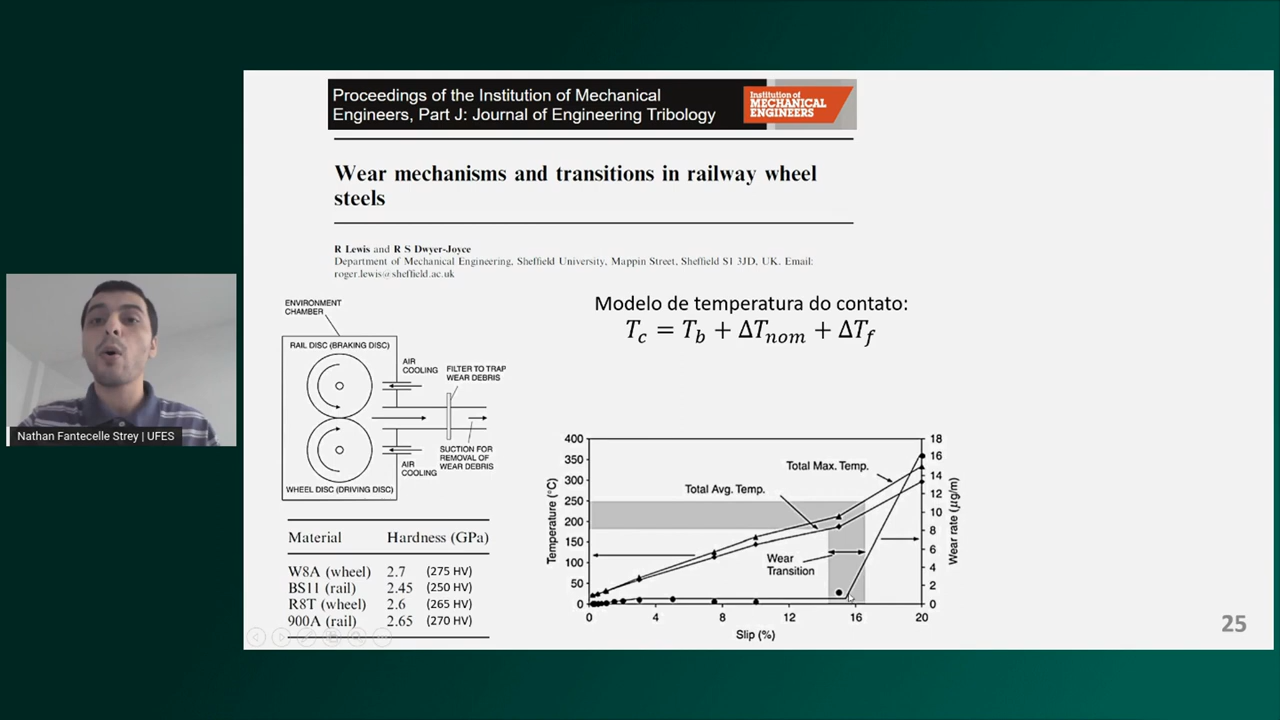 Proceedings of the Institution of Mechanical
Engineers, Part J: Journal of Engineering Tribology
Institution of
MECHANICAL
ENGINEERS
Wear mechanisms and transitions in railway wheel
steels
R Lewis and R S Dwyer-Joyce
Department of Mechanical Engineering, Sheffield University, Mappin Street, Sheffield S1 3JD, UK. Email:
roger.lewis@sheffield.ac.uk
ENVIRONMENT
CHAMBER
RAIL DISC (BRAKING DISC)
AIR
COOLING
FILTER TO TRAP
WEAR DEBRIS
SUCTION FOR
REMOVAL OF
WEAR DEBRIS
AIR
COOLING
WHEEL DISC (DRIVING DISC)
Material Hardness (GPa)
W8A (wheel) 2.7 (275 HV)
BS11 (rail) 2.45 (250 HV)
R8T (wheel) 2.6 (265 HV)
900A (rail) 2.65 (270 HV)
Modelo de temperatura do contato:
T_c = T_b + ΔT_nom + ΔT_f
Temperature (°C)
400
350
300
250
200
150
100
50
0
Total Max. Temp.
Total Avg. Temp.
Wear
Transition
18
16
14
12
10
8
6
4
2
0
Wear rate (µg/m)
0 4 8 12 16 20
Slip (%)
25
Nathan Fantecelle Strey | UFES